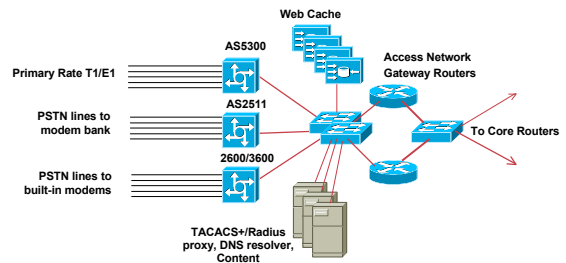 Web Cache
AS5300
Access Network
Gateway Routers
Primary Rate T1/E1
AS2511
PSTN lines to
modem bank
To Core Routers
2600/3600
PSTN lines to
built-in modems
TACACS+/Radius
proxy, DNS resolver,
Content